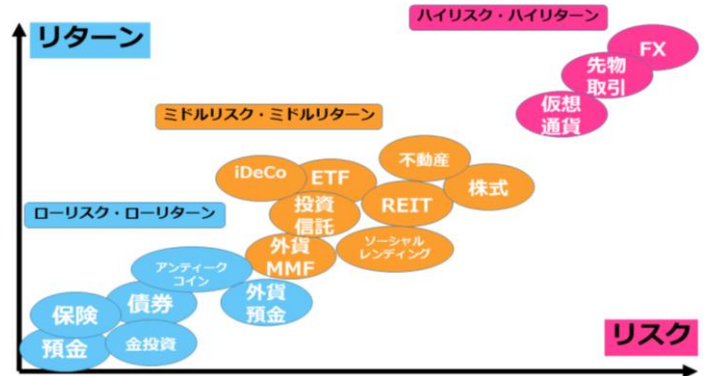 ハイリスク・ハイリターン
リターン
FX
先物
取引
仮想
通貨
ミドルリスク・ミドルリターン
不動産
iDeCo
ETF
株式
REIT
投資
信託
ローリスク・ローリターン
外貨
MMF
ソーシャル
レンディング
アンティーク
コイン
債券
外貨
預金
保険
リスク
預金
金投資